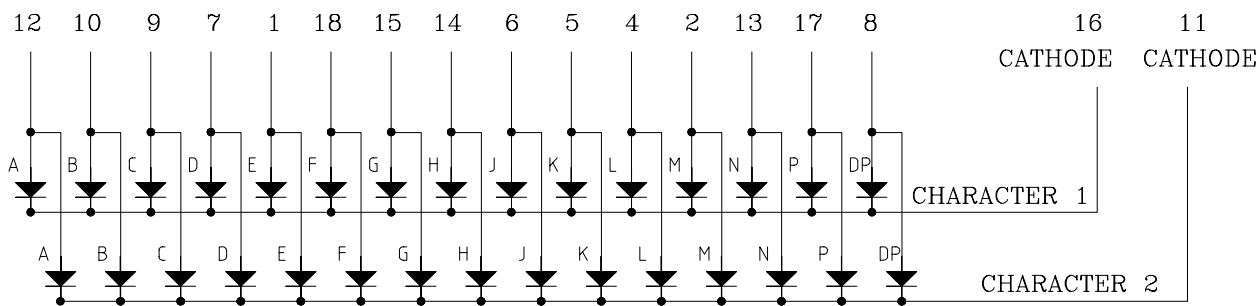 12 10 9 7 1 18 15 14 6 5 4 2 13 17 8 16 11
CATHODE CATHODE
A B C D E F G H J K L M N P DP
CHARACTER 1
A B C D E F G H J K L M N P DP
CHARACTER 2